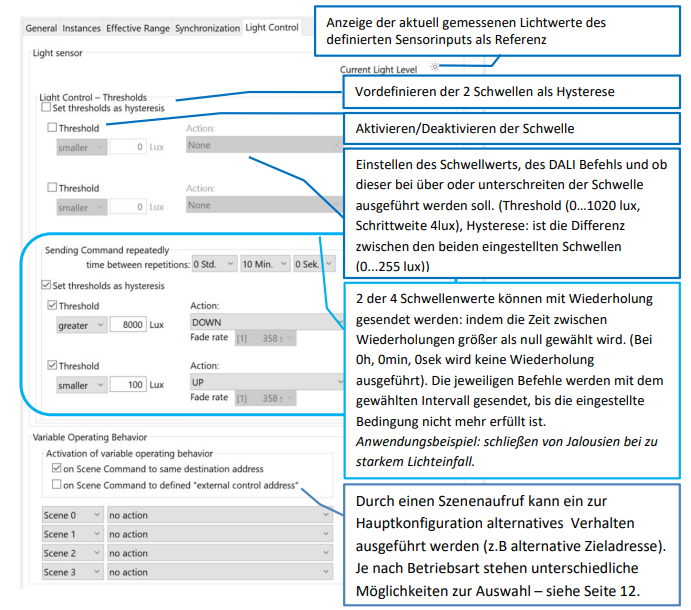 Anzeige der aktuell gemessenen Lichtwerte des
definierten Sensorinputs als Referenz
General Instances Effective Range Synchronization Light Control
Light sensor
Current Light Level
Light Control – Thresholds
Set thresholds as hysteresis
Vordefinieren der 2 Schwellen als Hysterese
Threshold Action:
smaller 0 Lux None
Aktivieren/Deaktivieren der Schwelle
Threshold Action:
smaller 0 Lux None
Einstellen des Schwellwerts, des DALI Befehls und ob
dieser bei über oder unterschreiten der Schwelle
ausgeführt werden soll. (Threshold (0...1020 lux,
Schrittweite 4lux), Hysterese: ist die Differenz
zwischen den beiden eingestellten Schwellen
(0...255 lux))
Sending Command repeatedly
time between repetitions: 0 Std. 10 Min. 0 Sek.
Set thresholds as hysteresis
Threshold Action:
greater 8000 Lux DOWN
Fade rate [1] 358 s
Threshold Action:
smaller 100 Lux UP
Fade rate [1] 358 s
2 der 4 Schwellenwerte können mit Wiederholung
gesendet werden: indem die Zeit zwischen
Wiederholungen größer als null gewählt wird. (Bei
0h, 0min, 0sek wird keine Wiederholung
ausgeführt). Die jeweiligen Befehle werden mit dem
gewählten Intervall gesendet, bis die eingestellte
Bedingung nicht mehr erfüllt ist.
Anwendungsbeispiel: schließen von Jalousien bei zu
starkem Lichteinfall.
Variable Operating Behavior
Activation of variable operating behavior
on Scene Command to same destination address
on Scene Command to defined "external control address"
Scene 0 no action
Scene 1 no action
Scene 2 no action
Scene 3 no action
Durch einen Szenenaufruf kann ein zur
Hauptkonfiguration alternatives Verhalten
ausgeführt werden (z.B alternative Zieladresse).
Je nach Betriebsart stehen unterschiedliche
Möglichkeiten zur Auswahl – siehe Seite 12.